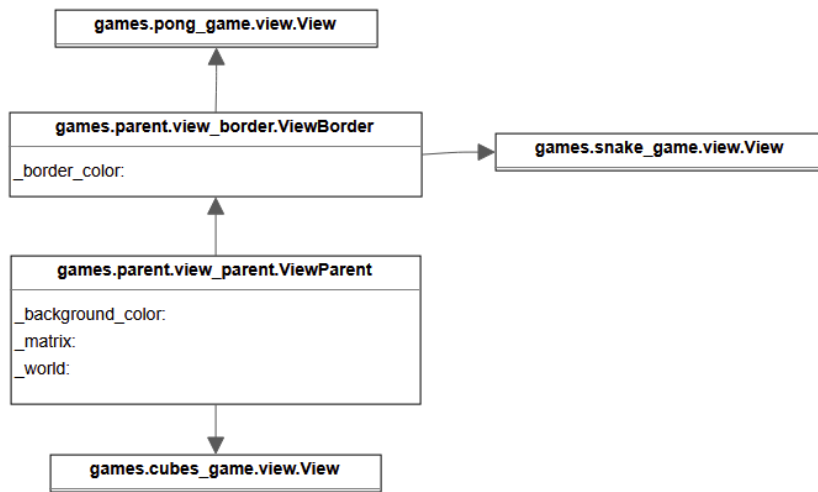 games.pong_game.view.View
games.parent.view_border.ViewBorder
_border_color:
games.snake_game.view.View
games.parent.view_parent.ViewParent
_background_color:
_matrix:
_world:
games.cubes_game.view.View